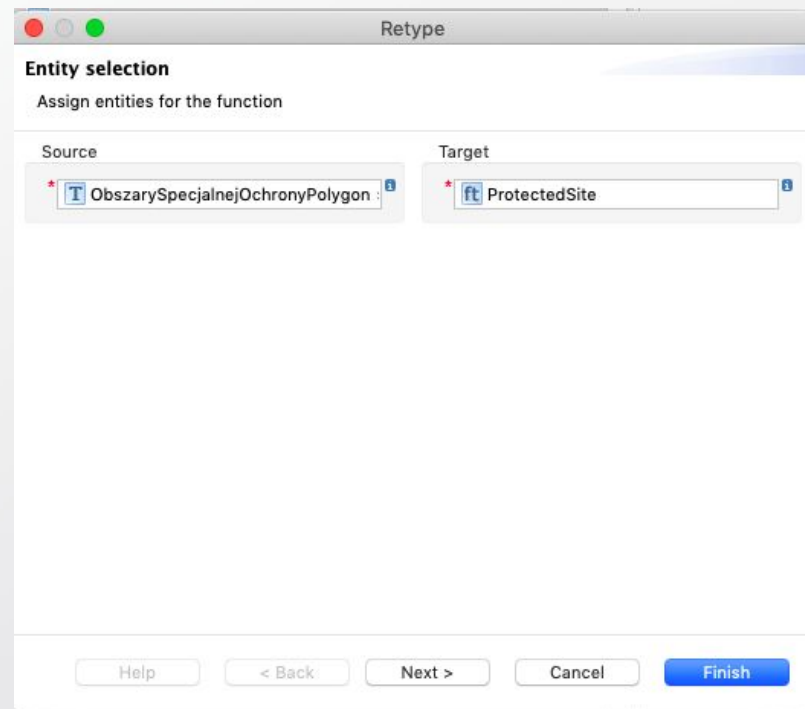 Retype
Entity selection
Assign entities for the function
Source Target
* T ObszarySpecjalnejOchronyPolygon : i * ft ProtectedSite i
Help < Back Next > Cancel Finish